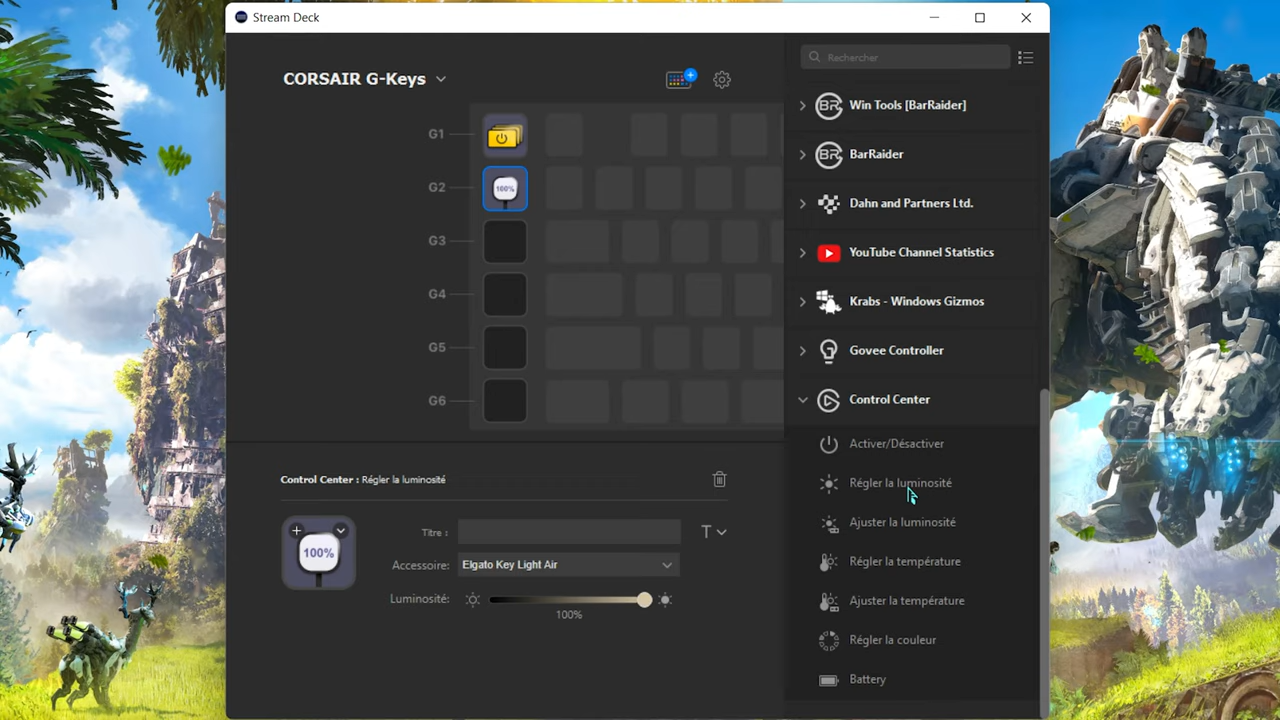 Stream Deck
CORSAIR G-Keys
G1
G2
100%
G3
G4
G5
G6
Control Center : Régler la luminosité
100%
Titre :
T
Accessoire:
Elgato Key Light Air
Luminosité:
100%
Rechercher
BR Win Tools [BarRaider]
BR BarRaider
Dahn and Partners Ltd.
YouTube Channel Statistics
Krabs - Windows Gizmos
Govee Controller
Control Center
Activer/Désactiver
Régler la luminosité
Ajuster la luminosité
Régler la température
Ajuster la température
Régler la couleur
Battery